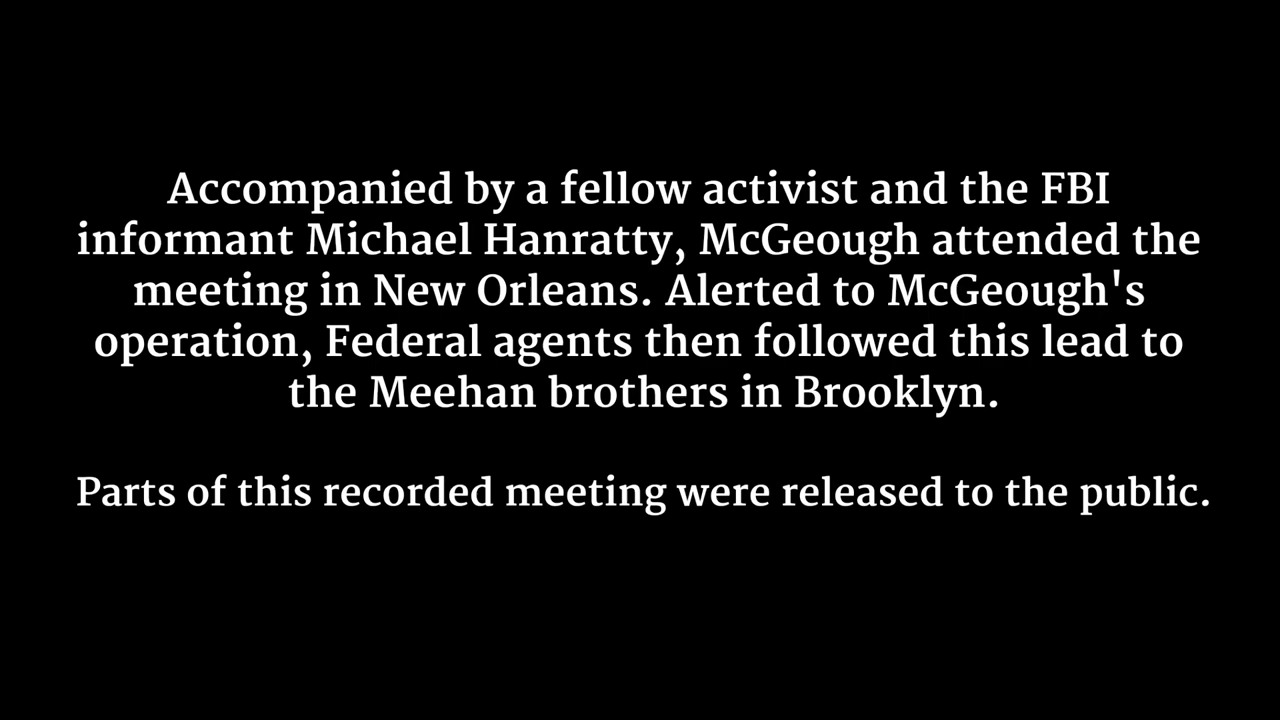 Accompanied by a fellow activist and the FBI
informant Michael Hanratty, McGeough attended the
meeting in New Orleans. Alerted to McGeough's
operation, Federal agents then followed this lead to
the Meehan brothers in Brooklyn.
Parts of this recorded meeting were released to the public.